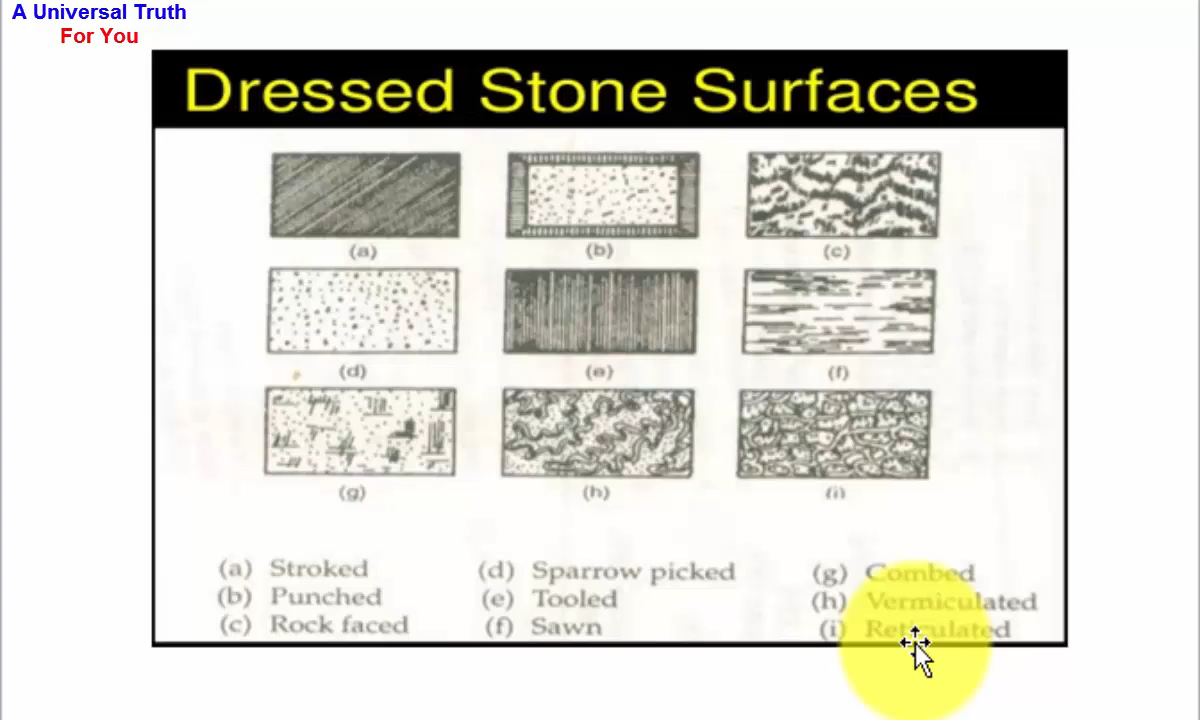 A Universal Truth
For You
Dressed Stone Surfaces
(a) (b) (c)
(d) (e) (f)
(g) (h) (i)
(a) Stroked (d) Sparrow picked (g) Combed
(b) Punched (e) Tooled (h) Vermiculated
(c) Rock faced (f) Sawn (i) Reticulated